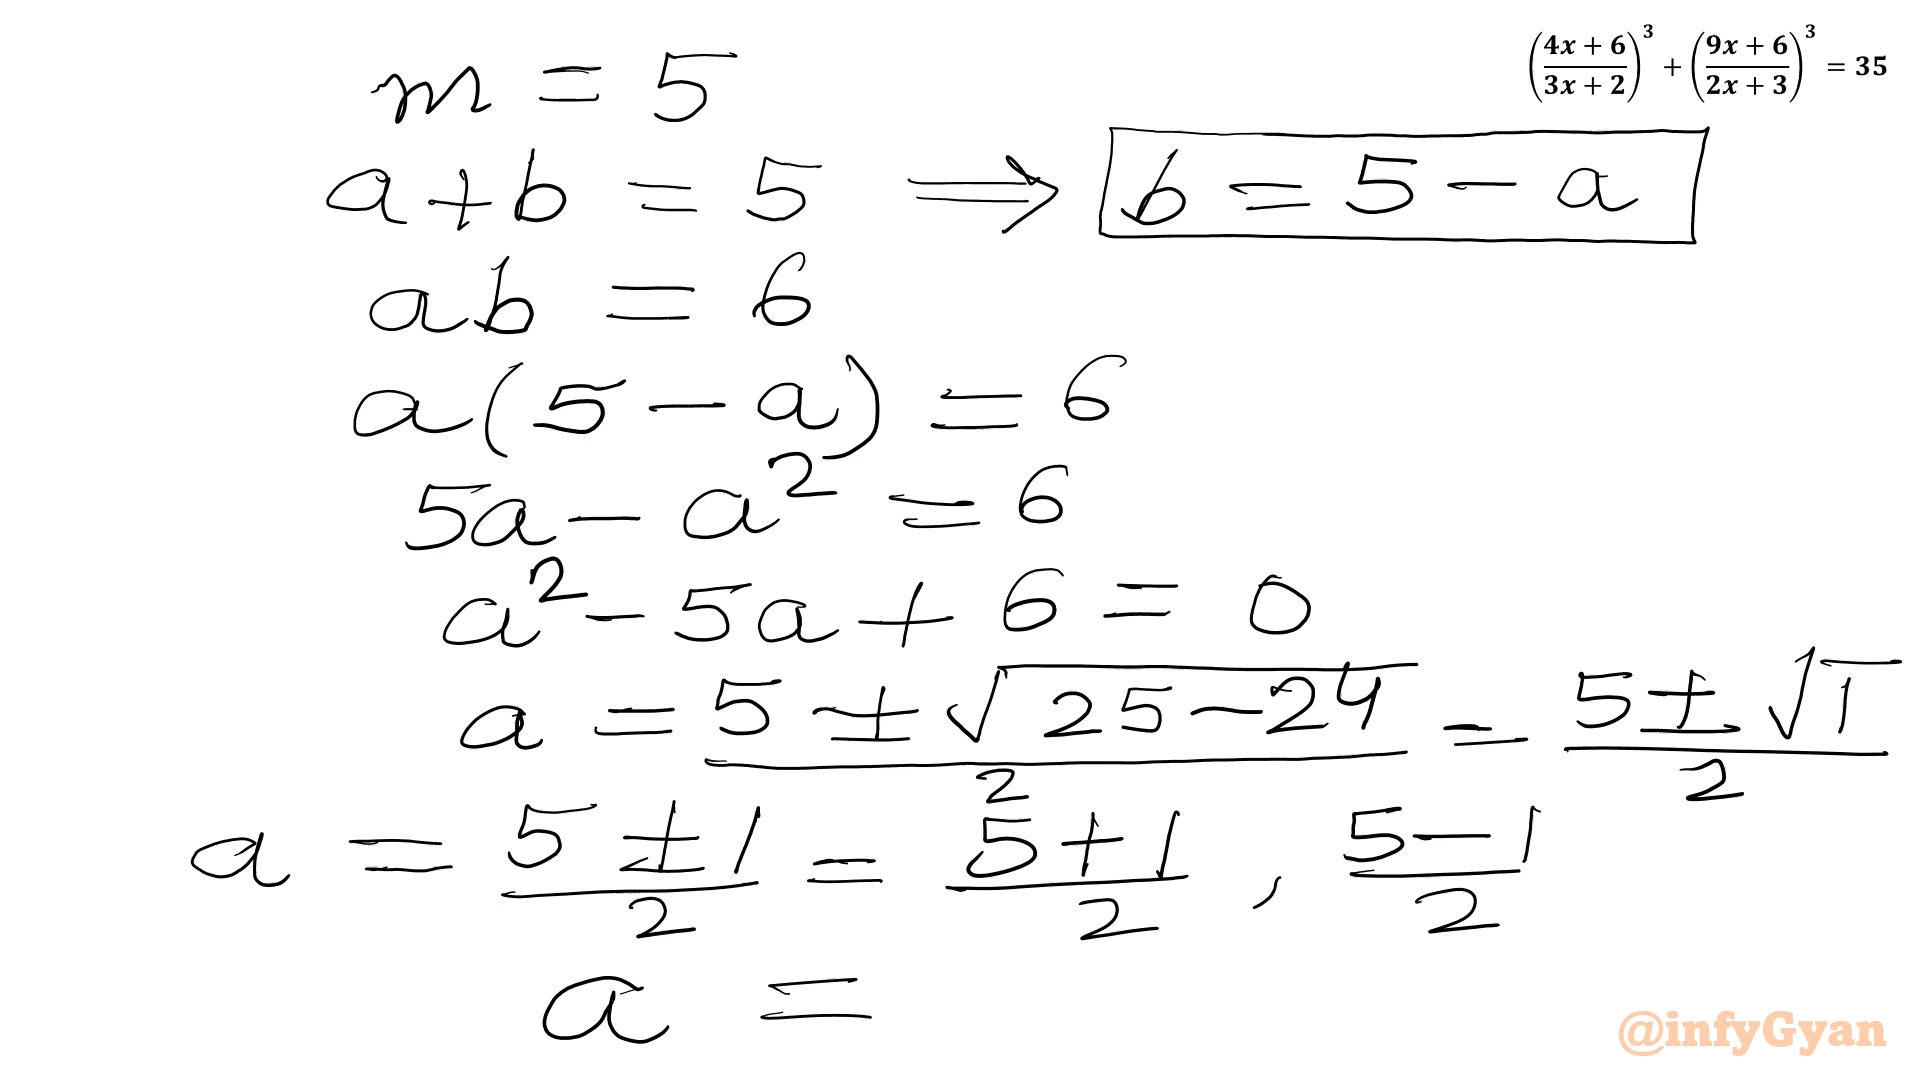 ((4x + 6)/(3x + 2))³ + ((9x + 6)/(2x + 3))³ = 35
m = 5
a + b = 5 ⟹ b = 5 − a
ab = 6
a(5 − a) = 6
5a − a² = 6
a² − 5a + 6 = 0
a = (5 ± √(25 − 24))/2 = (5 ± √1)/2
a = (5 ± 1)/2 = (5 + 1)/2 , (5 − 1)/2
a =
@infyGyan